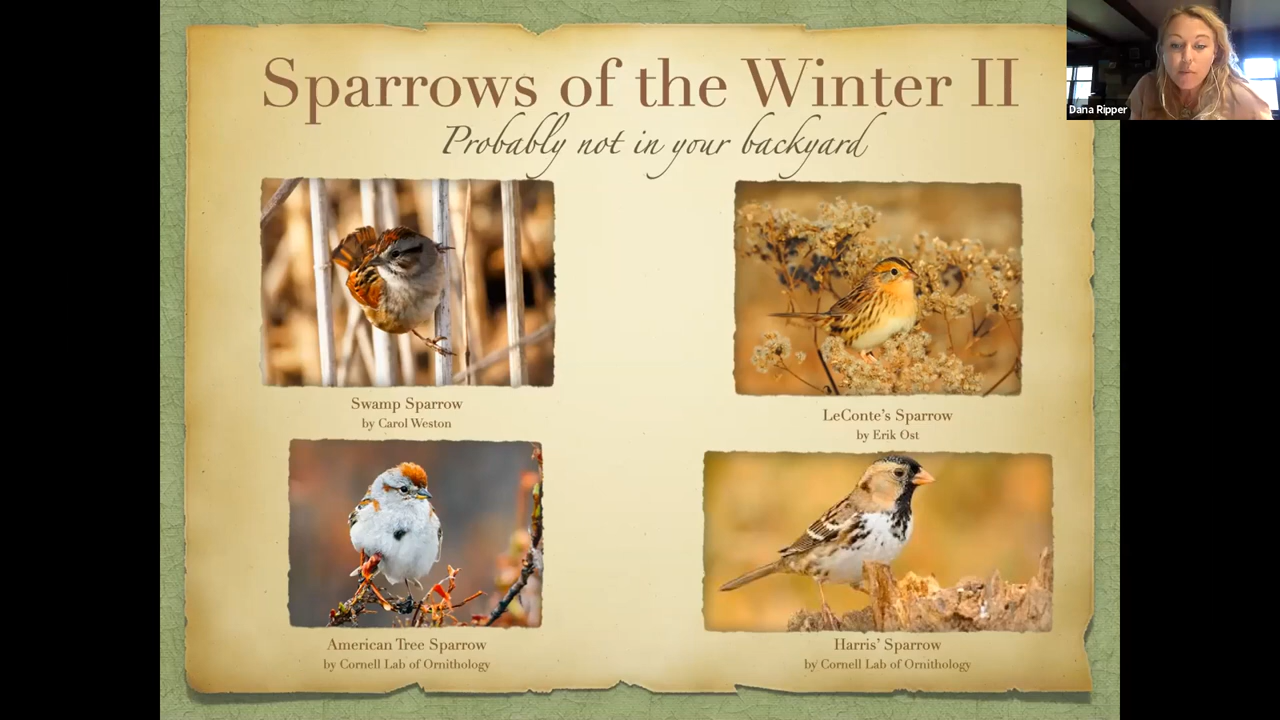 Sparrows of the Winter II
Probably not in your backyard
Dana Ripper
Swamp Sparrow
by Carol Weston
LeConte's Sparrow
by Erik Ost
American Tree Sparrow
by Cornell Lab of Ornithology
Harris' Sparrow
by Cornell Lab of Ornithology